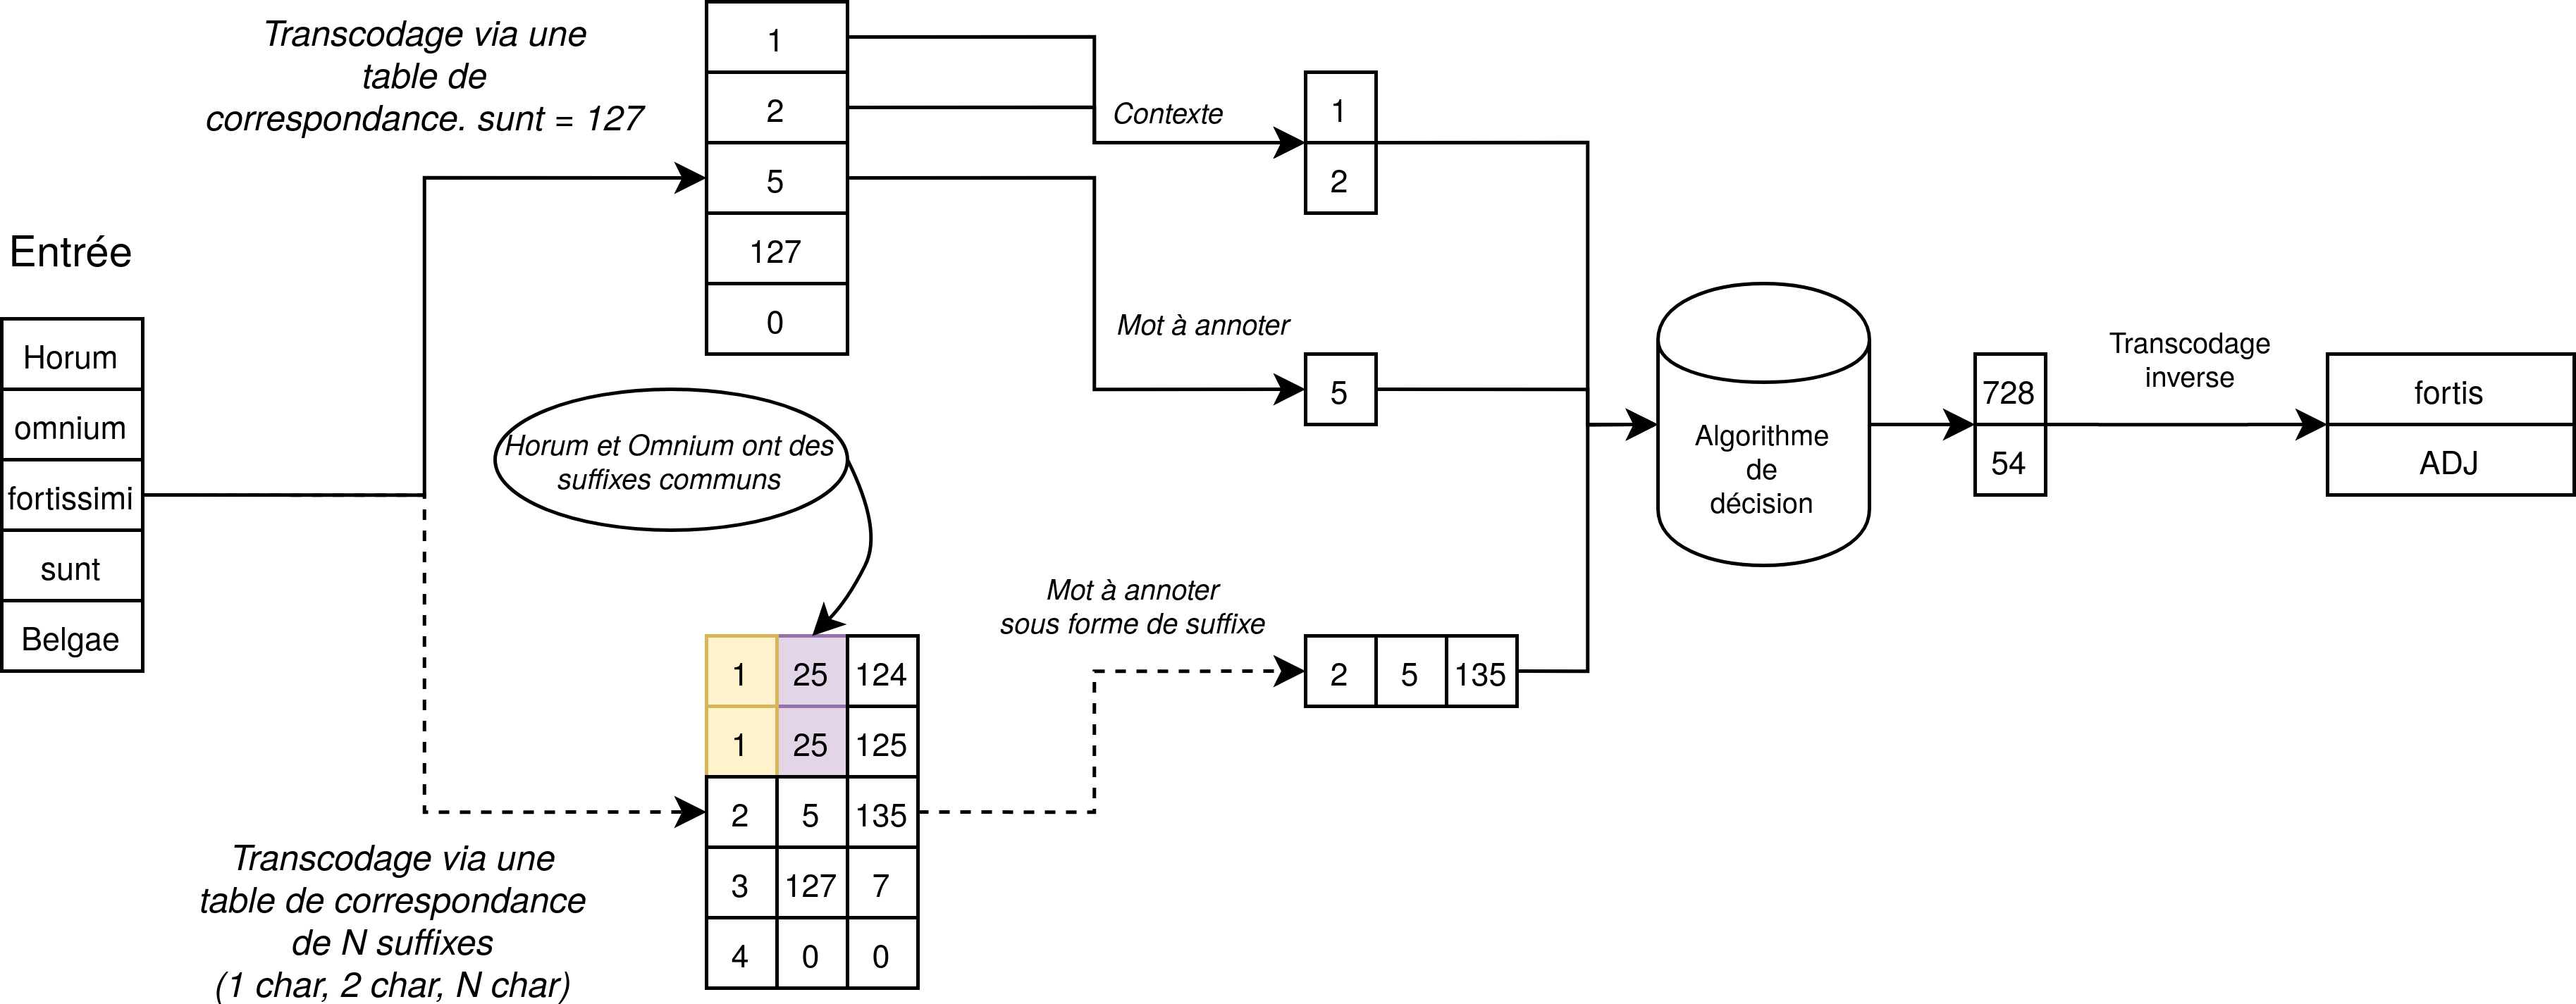 Transcodage via une
table de
correspondance. sunt = 127
Entrée
Horum
omnium
fortissimi
sunt
Belgae
1
2
5
127
0
Contexte
1
2
Mot à annoter
5
Horum et Omnium ont des
suffixes communs
Transcodage via une
table de correspondance
de N suffixes
(1 char, 2 char, N char)
1 25 124
1 25 125
2 5 135
3 127 7
4 0 0
Mot à annoter
sous forme de suffixe
2 5 135
Algorithme
de
décision
728
54
Transcodage
inverse
fortis
ADJ